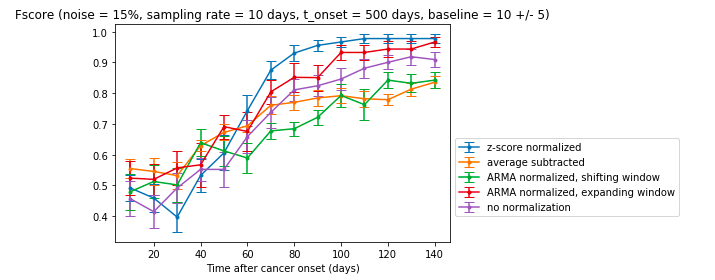 Fscore (noise = 15%, sampling rate = 10 days, t_onset = 500 days, baseline = 10 +/- 5)
1.0
0.9
0.8
0.7
0.6
0.5
0.4
20 40 60 80 100 120 140
Time after cancer onset (days)
z-score normalized
average subtracted
ARMA normalized, shifting window
ARMA normalized, expanding window
no normalization